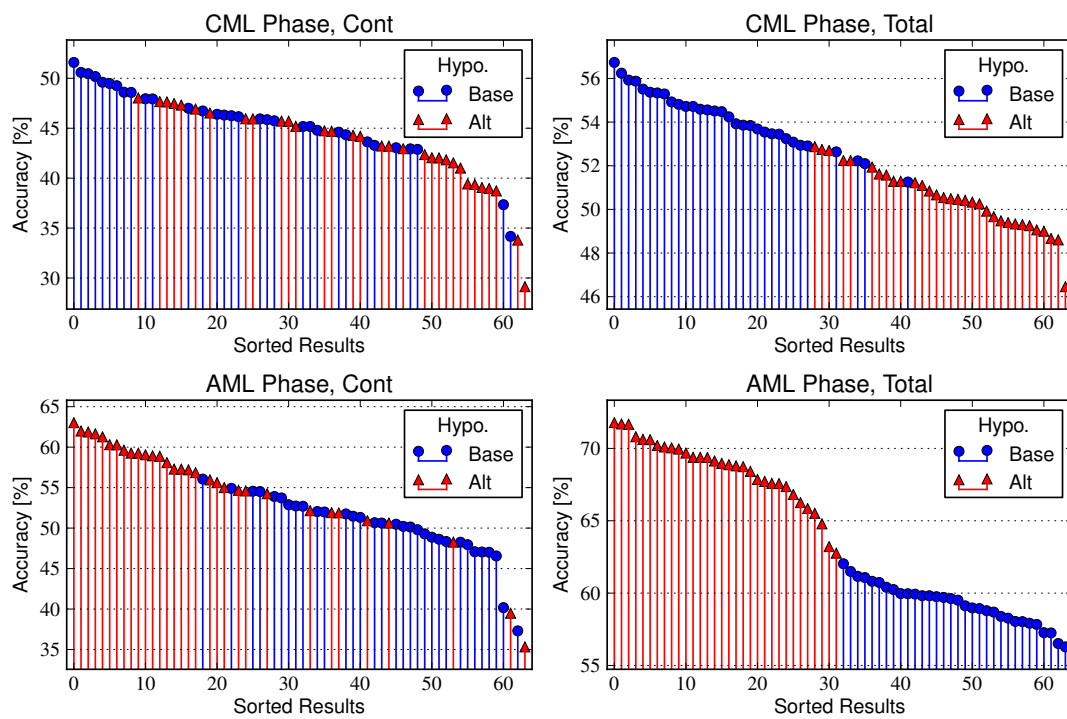 CML Phase, Cont
Accuracy [%]
50
45
40
35
30
Hypo.
Base
Alt
0 10 20 30 40 50 60
Sorted Results
CML Phase, Total
Accuracy [%]
56
54
52
50
48
46
Hypo.
Base
Alt
0 10 20 30 40 50 60
Sorted Results
AML Phase, Cont
Accuracy [%]
65
60
55
50
45
40
35
Hypo.
Base
Alt
0 10 20 30 40 50 60
Sorted Results
AML Phase, Total
Accuracy [%]
70
65
60
55
Hypo.
Base
Alt
0 10 20 30 40 50 60
Sorted Results